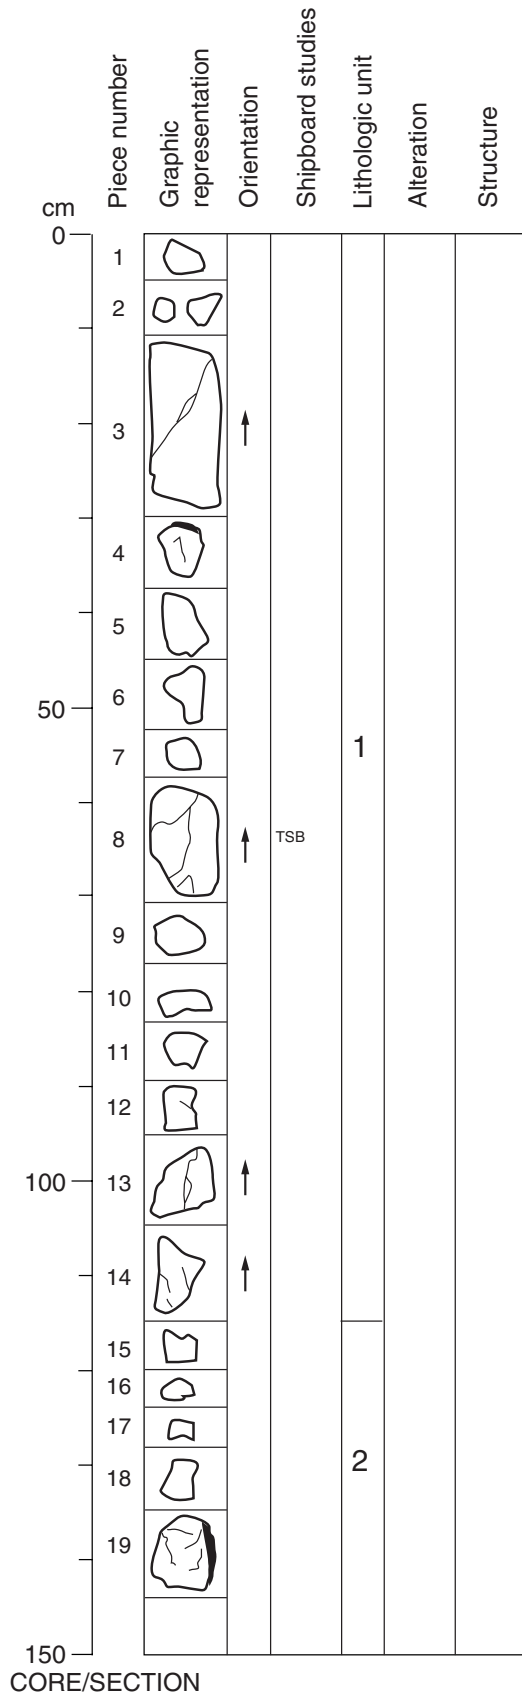 cm
Piece number
Graphic
representation
Orientation
Shipboard studies
Lithologic unit
Alteration
Structure
0
1
2
3
4
5
6
50
7
1
8
TSB
9
10
11
12
100
13
14
15
16
17
2
18
19
150
CORE/SECTION